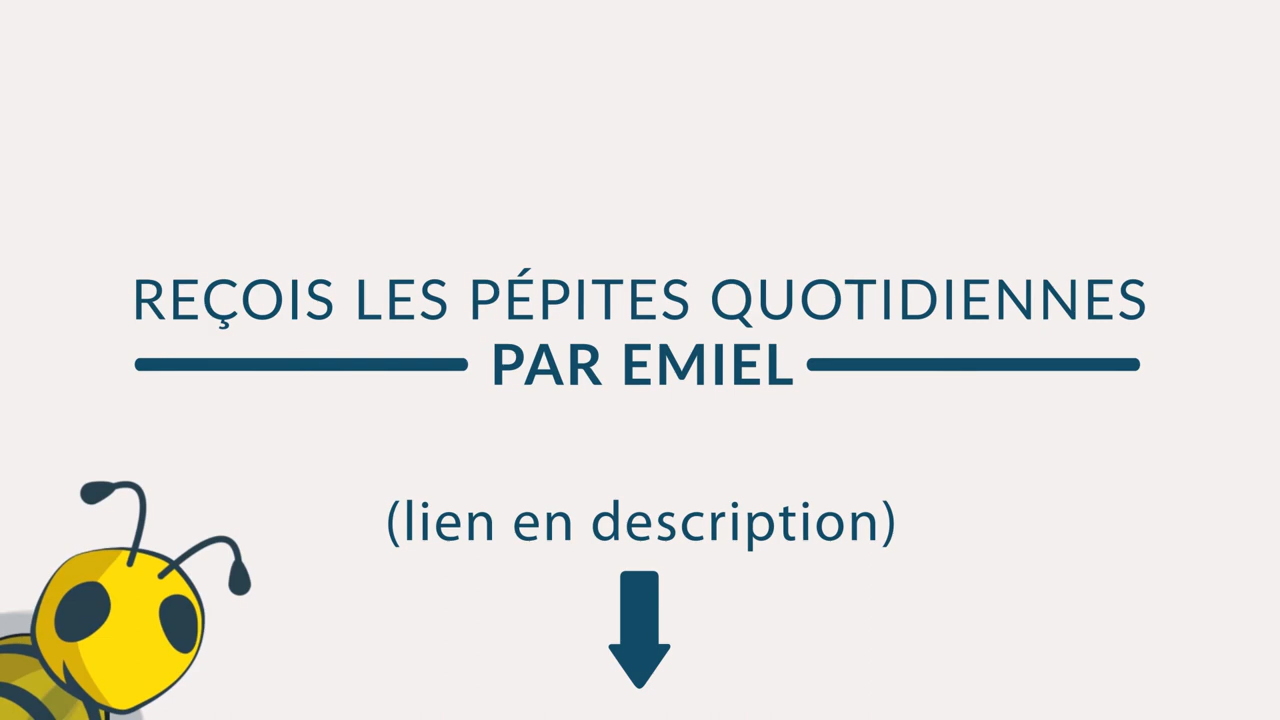 REÇOIS LES PÉPITES QUOTIDIENNES
PAR EMIEL
(lien en description)